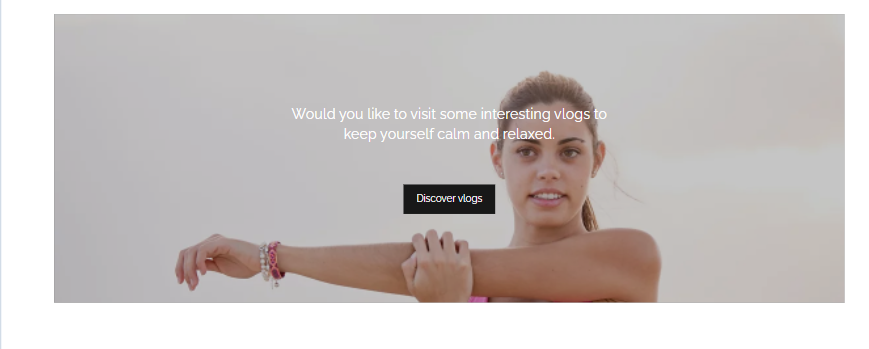 Would you like to visit some interesting vlogs to
keep yourself calm and relaxed.
Discover vlogs